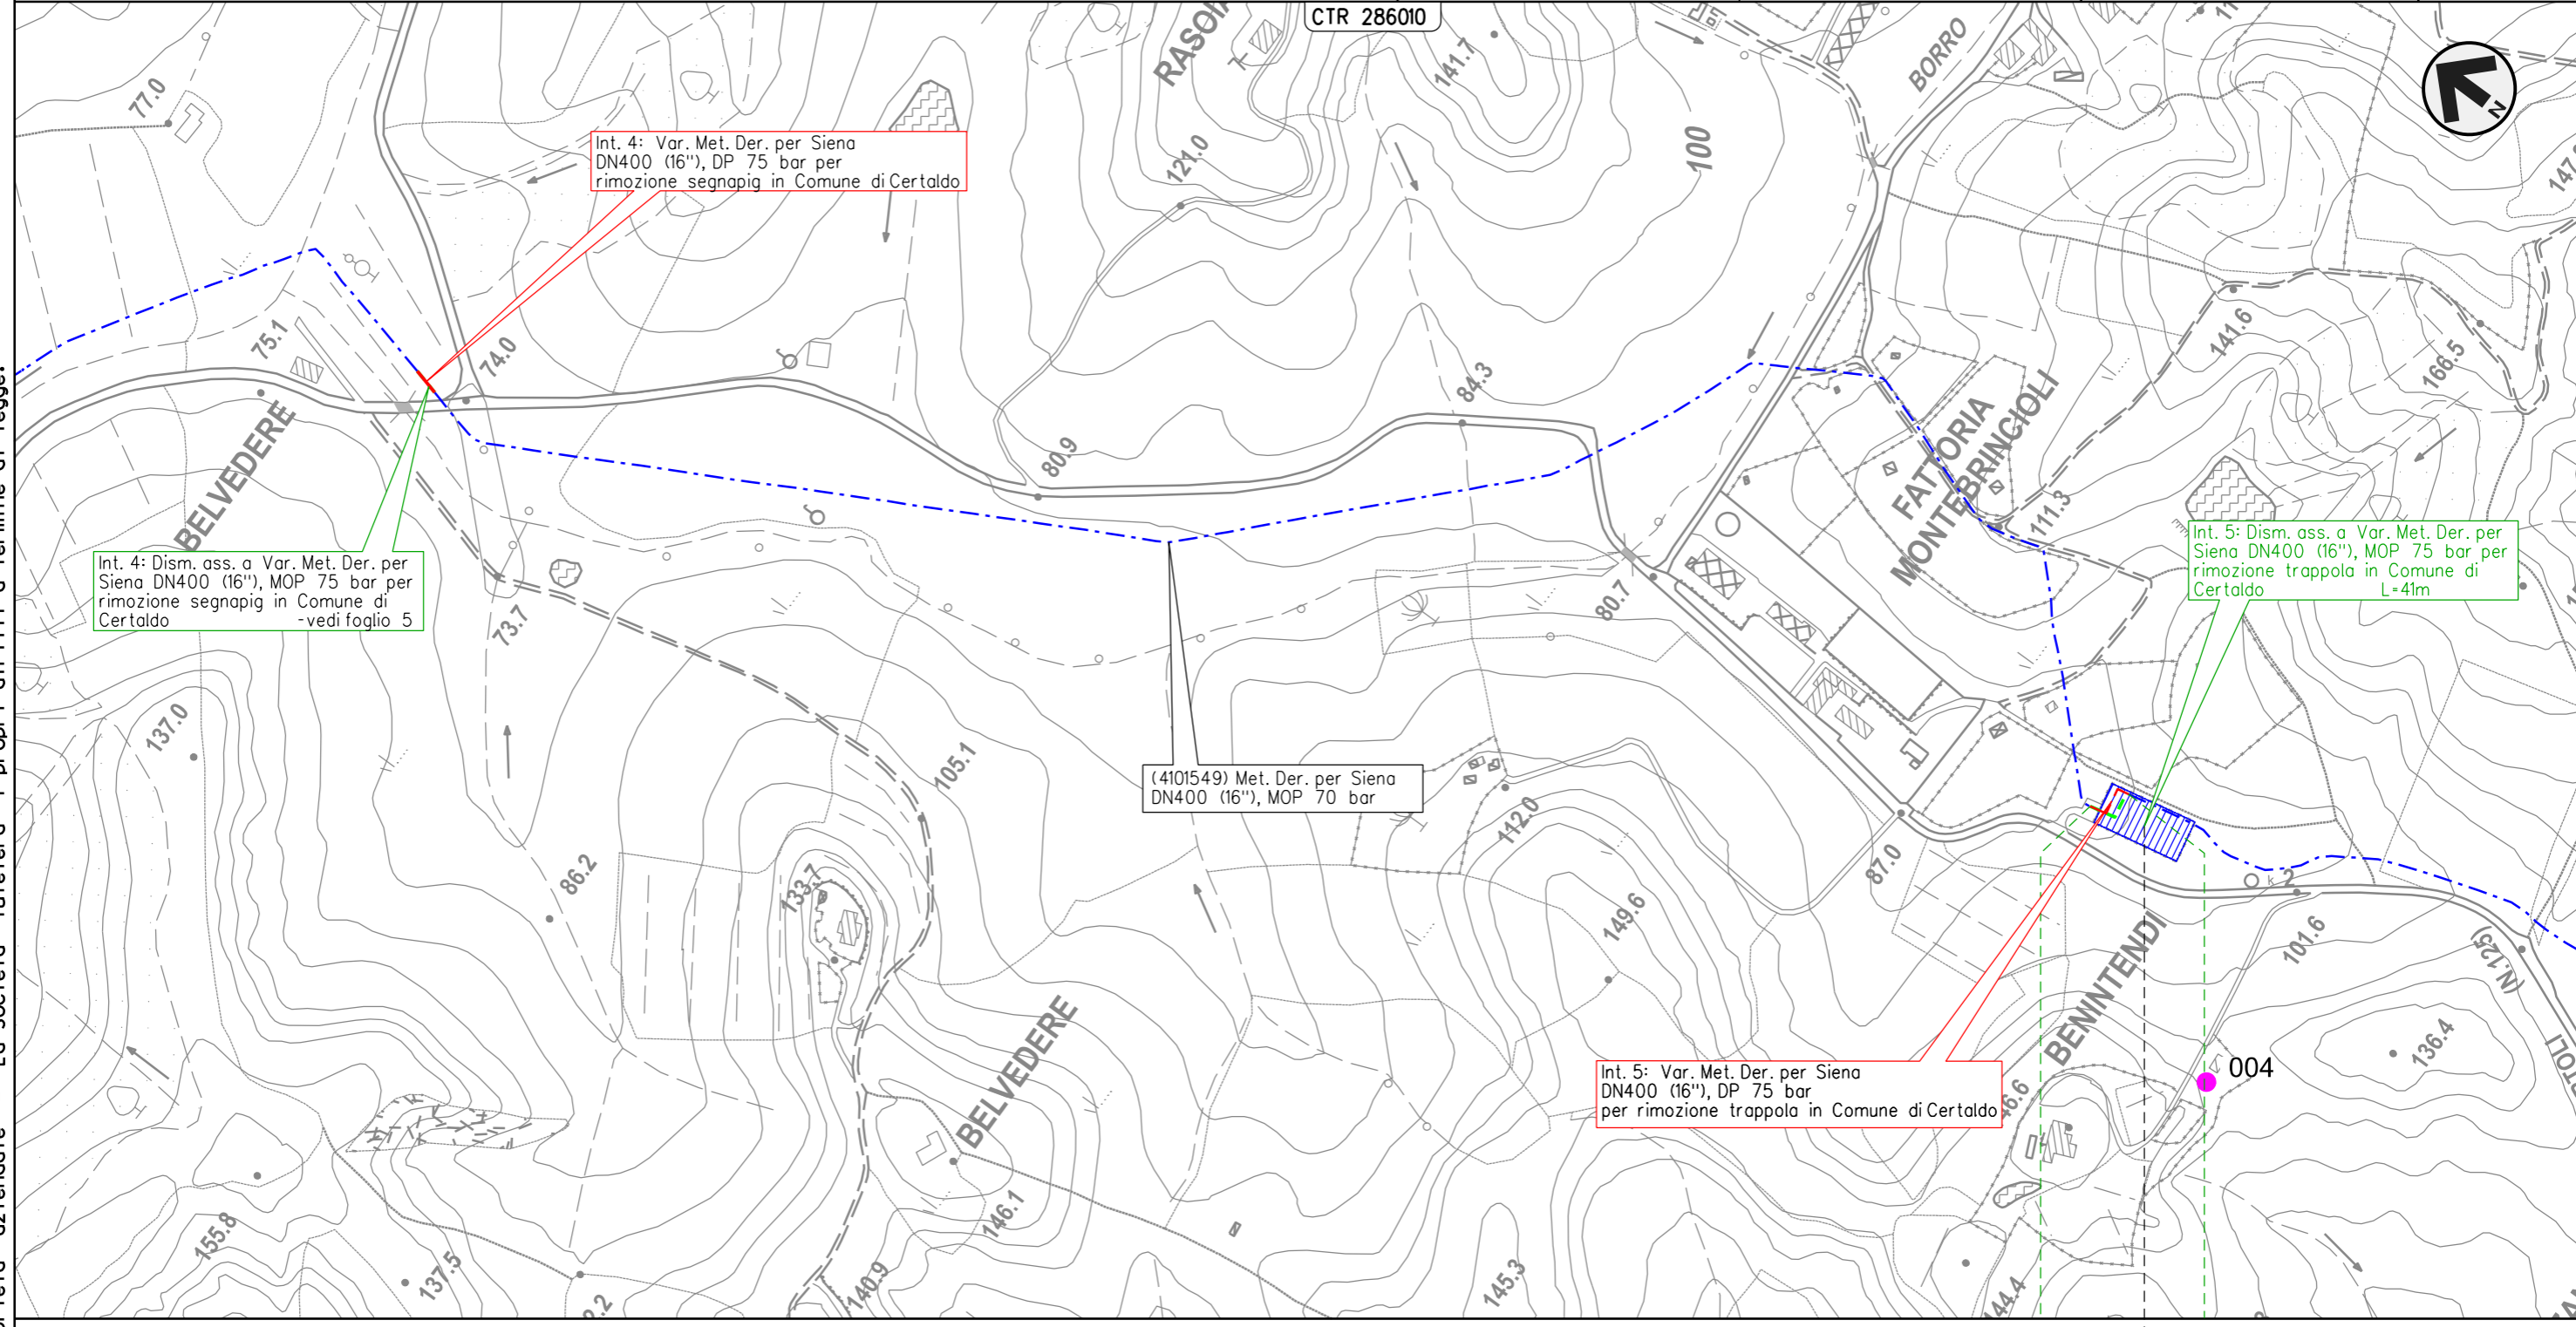 CTR 286010
RASOIA
BORRO
77.0
141.7
121.0
100
N
Int. 4: Var. Met. Der. per Siena
DN400 (16"), DP 75 bar per
rimozione segnapig in Comune di Certaldo
75.1
74.0
84.3
80.9
141.6
166.5
BELVEDERE
FATTORIA
MONTEBRINCIOLI
111.3
Int. 4: Dism. ass. a Var. Met. Der. per
Siena DN400 (16"), MOP 75 bar per
rimozione segnapig in Comune di
Certaldo -vedi foglio 5
Int. 5: Dism. ass. a Var. Met. Der. per
Siena DN400 (16"), MOP 75 bar per
rimozione trappola in Comune di
Certaldo L=41m
73.7
80.7
137.0
105.1
(4101549) Met. Der. per Siena
DN400 (16"), MOP 70 bar
112.0
86.2
133.7
87.0
k 2
149.6
101.6
(N.125)
BENINTENDI
BELVEDERE
136.4
004
Int. 5: Var. Met. Der. per Siena
DN400 (16"), DP 75 bar
per rimozione trappola in Comune di Certaldo
146.1
155.8
137.5
140.9
145.3